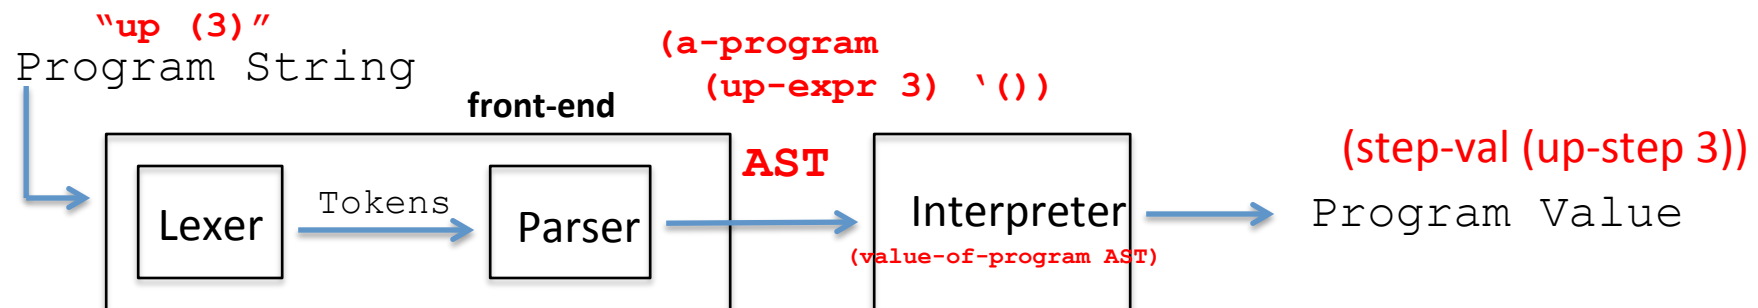 “up (3)”
Program String
(a-program
(up-expr 3) ‘())
front-end
AST
(step-val (up-step 3))
Lexer
Tokens
Parser
Interpreter
(value-of-program AST)
Program Value